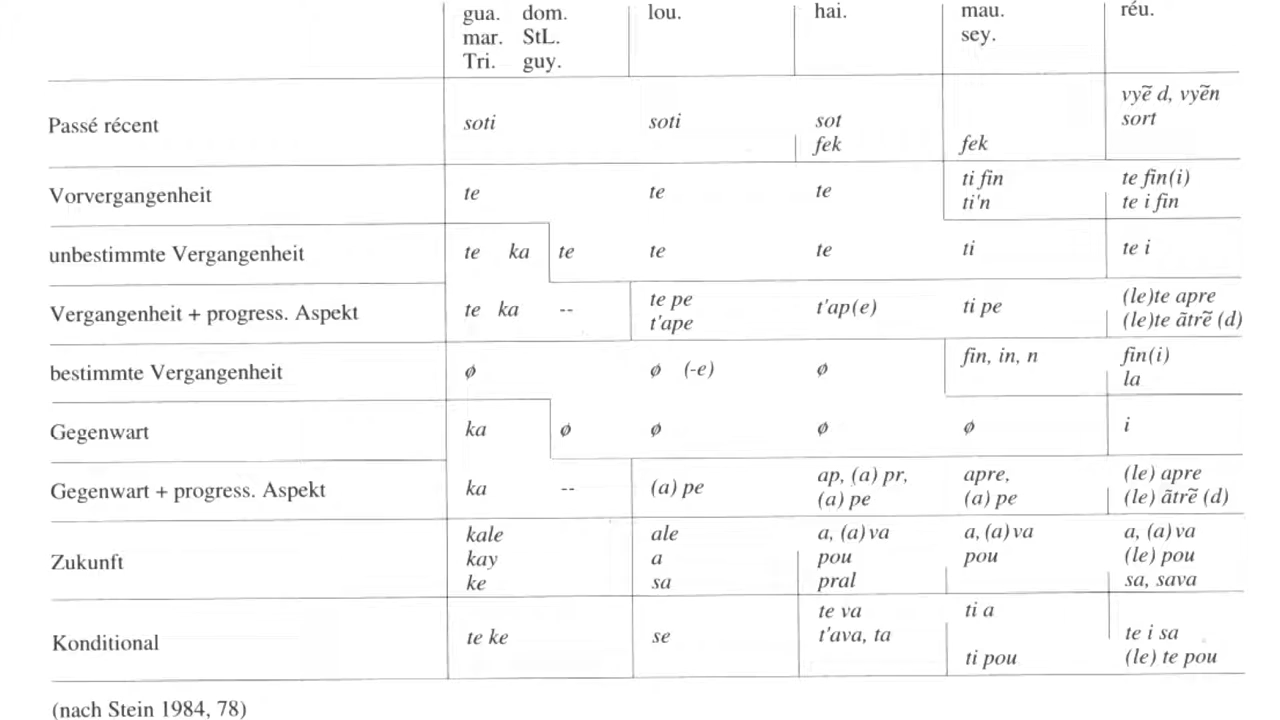 gua. dom. lou. hai. mau. réu.
mar. StL. sey.
Tri. guy.
vyẽ d, vyẽn
Passé récent soti soti sot sort
fek fek
Vorvergangenheit te te te ti fin te fin(i)
ti'n te i fin
unbestimmte Vergangenheit te ka te te te ti te i
Vergangenheit + progress. Aspekt te ka -- te pe t'ap(e) ti pe (le)te apre
t'ape (le)te ãtrẽ (d)
bestimmte Vergangenheit ø ø (-e) ø fin, in, n fin(i)
la
Gegenwart ka ø ø ø ø i
Gegenwart + progress. Aspekt ka -- (a) pe ap, (a) pr, apre, (le) apre
(a) pe (a) pe (le) ãtrẽ (d)
kale ale a, (a) va a, (a) va a, (a) va
Zukunft kay a pou pou (le) pou
ke sa pral sa, sava
te va ti a
Konditional te ke se t'ava, ta te i sa
ti pou (le) te pou
(nach Stein 1984, 78)